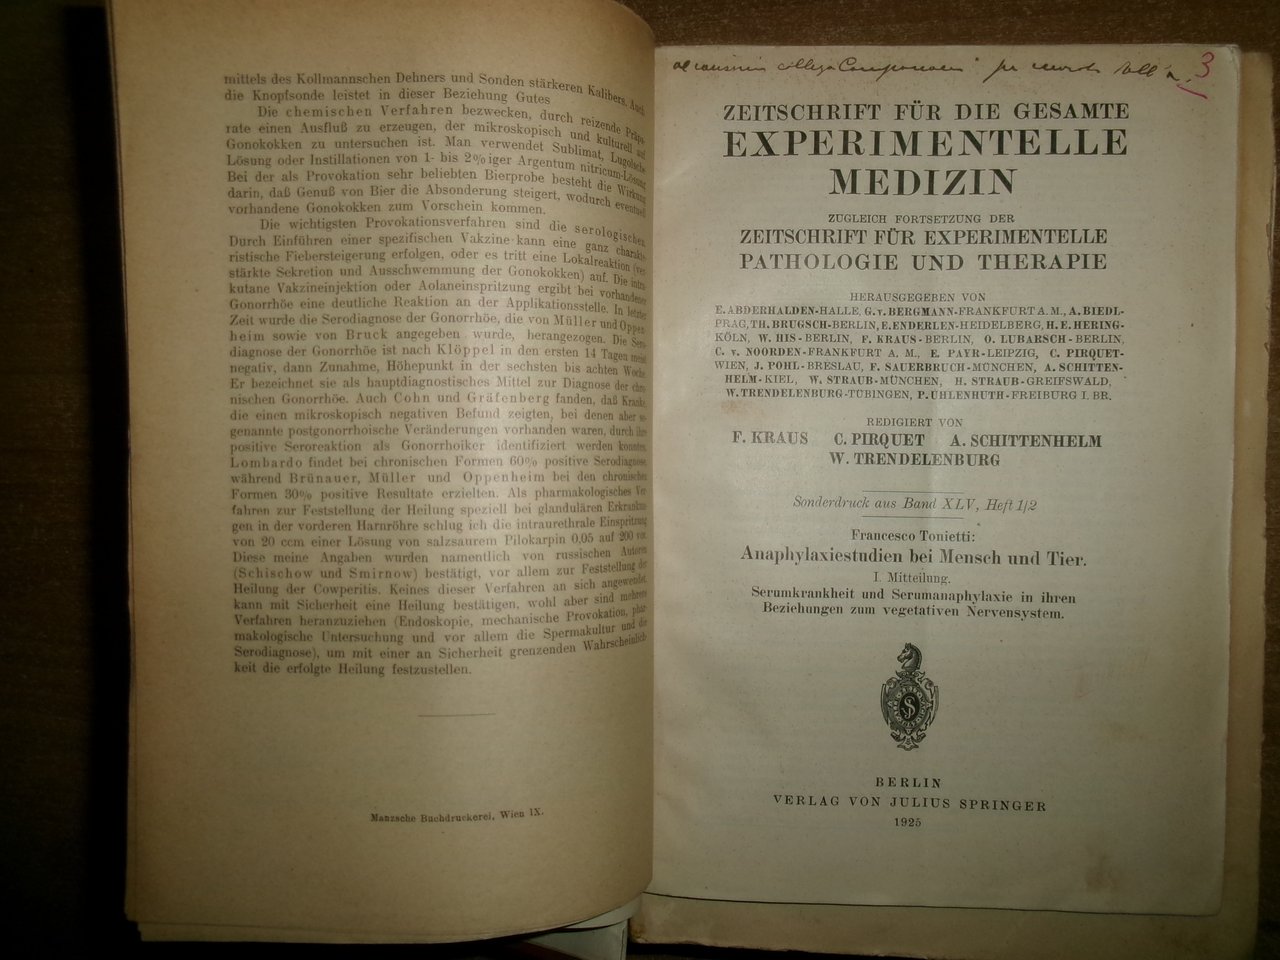 mittels des Kollmannschen Dehners und Sonden stärkeren Kalibers. Auch
die Knopfsonde leistet in dieser Beziehung Gutes
Die chemischen Verfahren bezwecken, durch reizende Präpa-
rate einen Ausfluß zu erzeugen, der mikroskopisch und kulturell auf
Gonokokken zu untersuchen ist. Man verwendet Sublimat, Lugolsche
Lösung oder Instillationen von 1- bis 2%iger Argentum nitricum-Lösung
Bei der als Provokation sehr beliebten Bierprobe besteht die Wirkung
darin, daß Genuß von Bier die Absonderung steigert, wodurch eventuell
vorhandene Gonokokken zum Vorschein kommen.
Die wichtigsten Provokationsverfahren sind die serologischen
Durch Einführen einer spezifischen Vakzine kann eine ganz charakte-
ristische Fiebersteigerung erfolgen, oder es tritt eine Lokalreaktion (ver-
stärkte Sekretion und Ausschwemmung der Gonokokken) auf. Die intra-
kutane Vakzineinjektion oder Aolaneinspritzung ergibt bei vorhandener
Gonorrhöe eine deutliche Reaktion an der Applikationsstelle. In letzter
Zeit wurde die Serodiagnose der Gonorrhöe, die von Müller und Oppen-
heim sowie von Bruck angegeben wurde, herangezogen. Die Sero-
diagnose der Gonorrhöe ist nach Klöppel in den ersten 14 Tagen meist
negativ, dann Zunahme, Höhepunkt in der sechsten bis achten Woche
Er bezeichnet sie als hauptdiagnostisches Mittel zur Diagnose der chro-
nischen Gonorrhöe. Auch Cohn und Gräfenberg fanden, daß Kranke
die einen mikroskopisch negativen Befund zeigten, bei denen aber so-
genannte postgonorrhoische Veränderungen vorhanden waren, durch ihre
positive Seroreaktion als Gonorrhoiker identifiziert werden konnten.
Lombardo findet bei chronischen Formen 60% positive Serodiagnose,
während Brünauer, Müller und Oppenheim bei den chronischen
Formen 30% positive Resultate erzielten. Als pharmakologisches Ver-
fahren zur Feststellung der Heilung speziell bei glandulären Erkrankun-
gen in der vorderen Harnröhre schlug ich die intraurethrale Einspritzung
von 20 ccm einer Lösung von salzsaurem Pilokarpin 0,05 auf 200 vor.
Diese meine Angaben wurden namentlich von russischen Autoren
(Schischow und Smirnow) bestätigt, vor allem zur Feststellung der
Heilung der Cowperitis. Keines dieser Verfahren an sich angewendet
kann mit Sicherheit eine Heilung bestätigen, wohl aber sind mehrere
Verfahren heranzuziehen (Endoskopie, mechanische Provokation, phar-
makologische Untersuchung und vor allem die Spermakultur und die
Serodiagnose), um mit einer an Sicherheit grenzenden Wahrscheinlich-
keit die erfolgte Heilung festzustellen.
Manzsche Buchdruckerei, Wien IX.
3
ZEITSCHRIFT FÜR DIE GESAMTE
EXPERIMENTELLE
MEDIZIN
ZUGLEICH FORTSETZUNG DER
ZEITSCHRIFT FÜR EXPERIMENTELLE
PATHOLOGIE UND THERAPIE
HERAUSGEGEBEN VON
E. ABDERHALDEN-HALLE, G. v. BERGMANN-FRANKFURT A. M., A. BIEDL-
PRAG, TH. BRUGSCH-BERLIN, E. ENDERLEN-HEIDELBERG, H. E. HERING-
KÖLN, W. HIS-BERLIN, F. KRAUS-BERLIN, O. LUBARSCH-BERLIN,
C. v. NOORDEN-FRANKFURT A. M., E. PAYR-LEIPZIG, C. PIRQUET-
WIEN, J. POHL-BRESLAU, F. SAUERBRUCH-MÜNCHEN, A. SCHITTEN-
HELM-KIEL, W. STRAUB-MÜNCHEN, H. STRAUB-GREIFSWALD,
W. TRENDELENBURG-TÜBINGEN, P. UHLENHUTH-FREIBURG I. BR.
REDIGIERT VON
F. KRAUS C. PIRQUET A. SCHITTENHELM
W. TRENDELENBURG
Sonderdruck aus Band XLV, Heft 1/2
Francesco Tonietti:
Anaphylaxiestudien bei Mensch und Tier.
I. Mitteilung.
Serumkrankheit und Serumanaphylaxie in ihren
Beziehungen zum vegetativen Nervensystem.
BERLIN
VERLAG VON JULIUS SPRINGER
1925